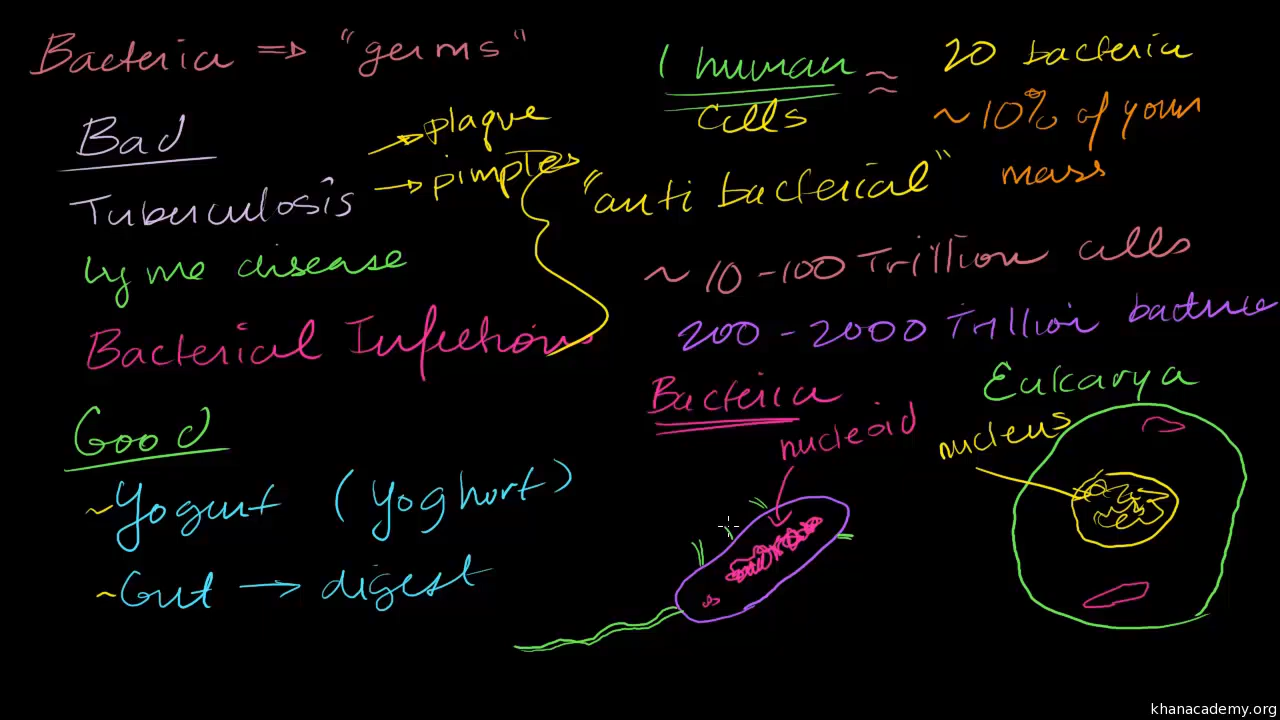 Bacteria ⇒ "germs"
Bad
Tuberculosis
→ plaque
→ pimples
Lyme disease
Bacterial Infections
Good
~Yogurt (Yoghurt)
~Gut → digest
1 human ≈ 20 bacteria
cells
~10% of your
mass
"anti bacterial"
~ 10-100 Trillion cells
200-2000 Trillion bacteria
Bacteria
nucleoid
Eukarya
nucleus
khanacademy.org